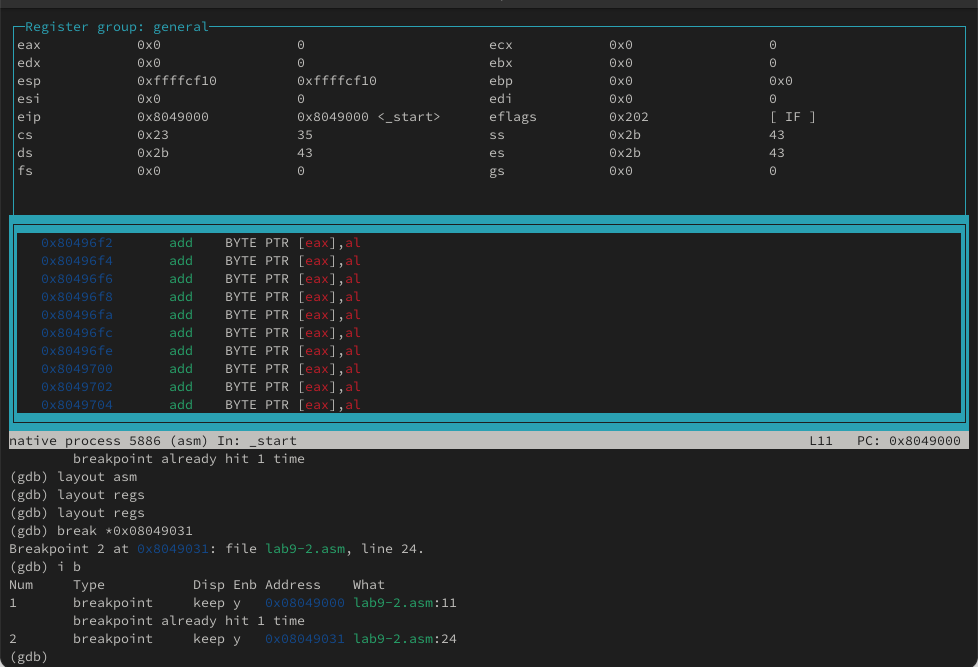 Register group: general
eax 0x0 0 ecx 0x0 0
edx 0x0 0 ebx 0x0 0
esp 0xffffcf10 0xffffcf10 ebp 0x0 0x0
esi 0x0 0 edi 0x0 0
eip 0x8049000 0x8049000 <_start> eflags 0x202 [ IF ]
cs 0x23 35 ss 0x2b 43
ds 0x2b 43 es 0x2b 43
fs 0x0 0 gs 0x0 0
0x80496f2 add BYTE PTR [eax],al
0x80496f4 add BYTE PTR [eax],al
0x80496f6 add BYTE PTR [eax],al
0x80496f8 add BYTE PTR [eax],al
0x80496fa add BYTE PTR [eax],al
0x80496fc add BYTE PTR [eax],al
0x80496fe add BYTE PTR [eax],al
0x8049700 add BYTE PTR [eax],al
0x8049702 add BYTE PTR [eax],al
0x8049704 add BYTE PTR [eax],al
native process 5886 (asm) In: _start L11 PC: 0x8049000
breakpoint already hit 1 time
(gdb) layout asm
(gdb) layout regs
(gdb) layout regs
(gdb) break *0x08049031
Breakpoint 2 at 0x8049031: file lab9-2.asm, line 24.
(gdb) i b
Num Type Disp Enb Address What
1 breakpoint keep y 0x08049000 lab9-2.asm:11
breakpoint already hit 1 time
2 breakpoint keep y 0x08049031 lab9-2.asm:24
(gdb)